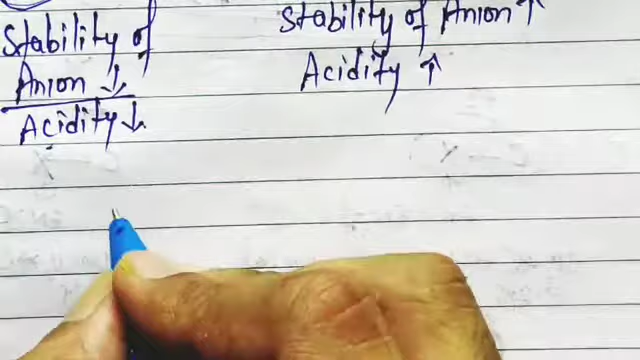 Stability of
Anion ↓
Acidity ↓
Stability of Anion ↑
Acidity ↑